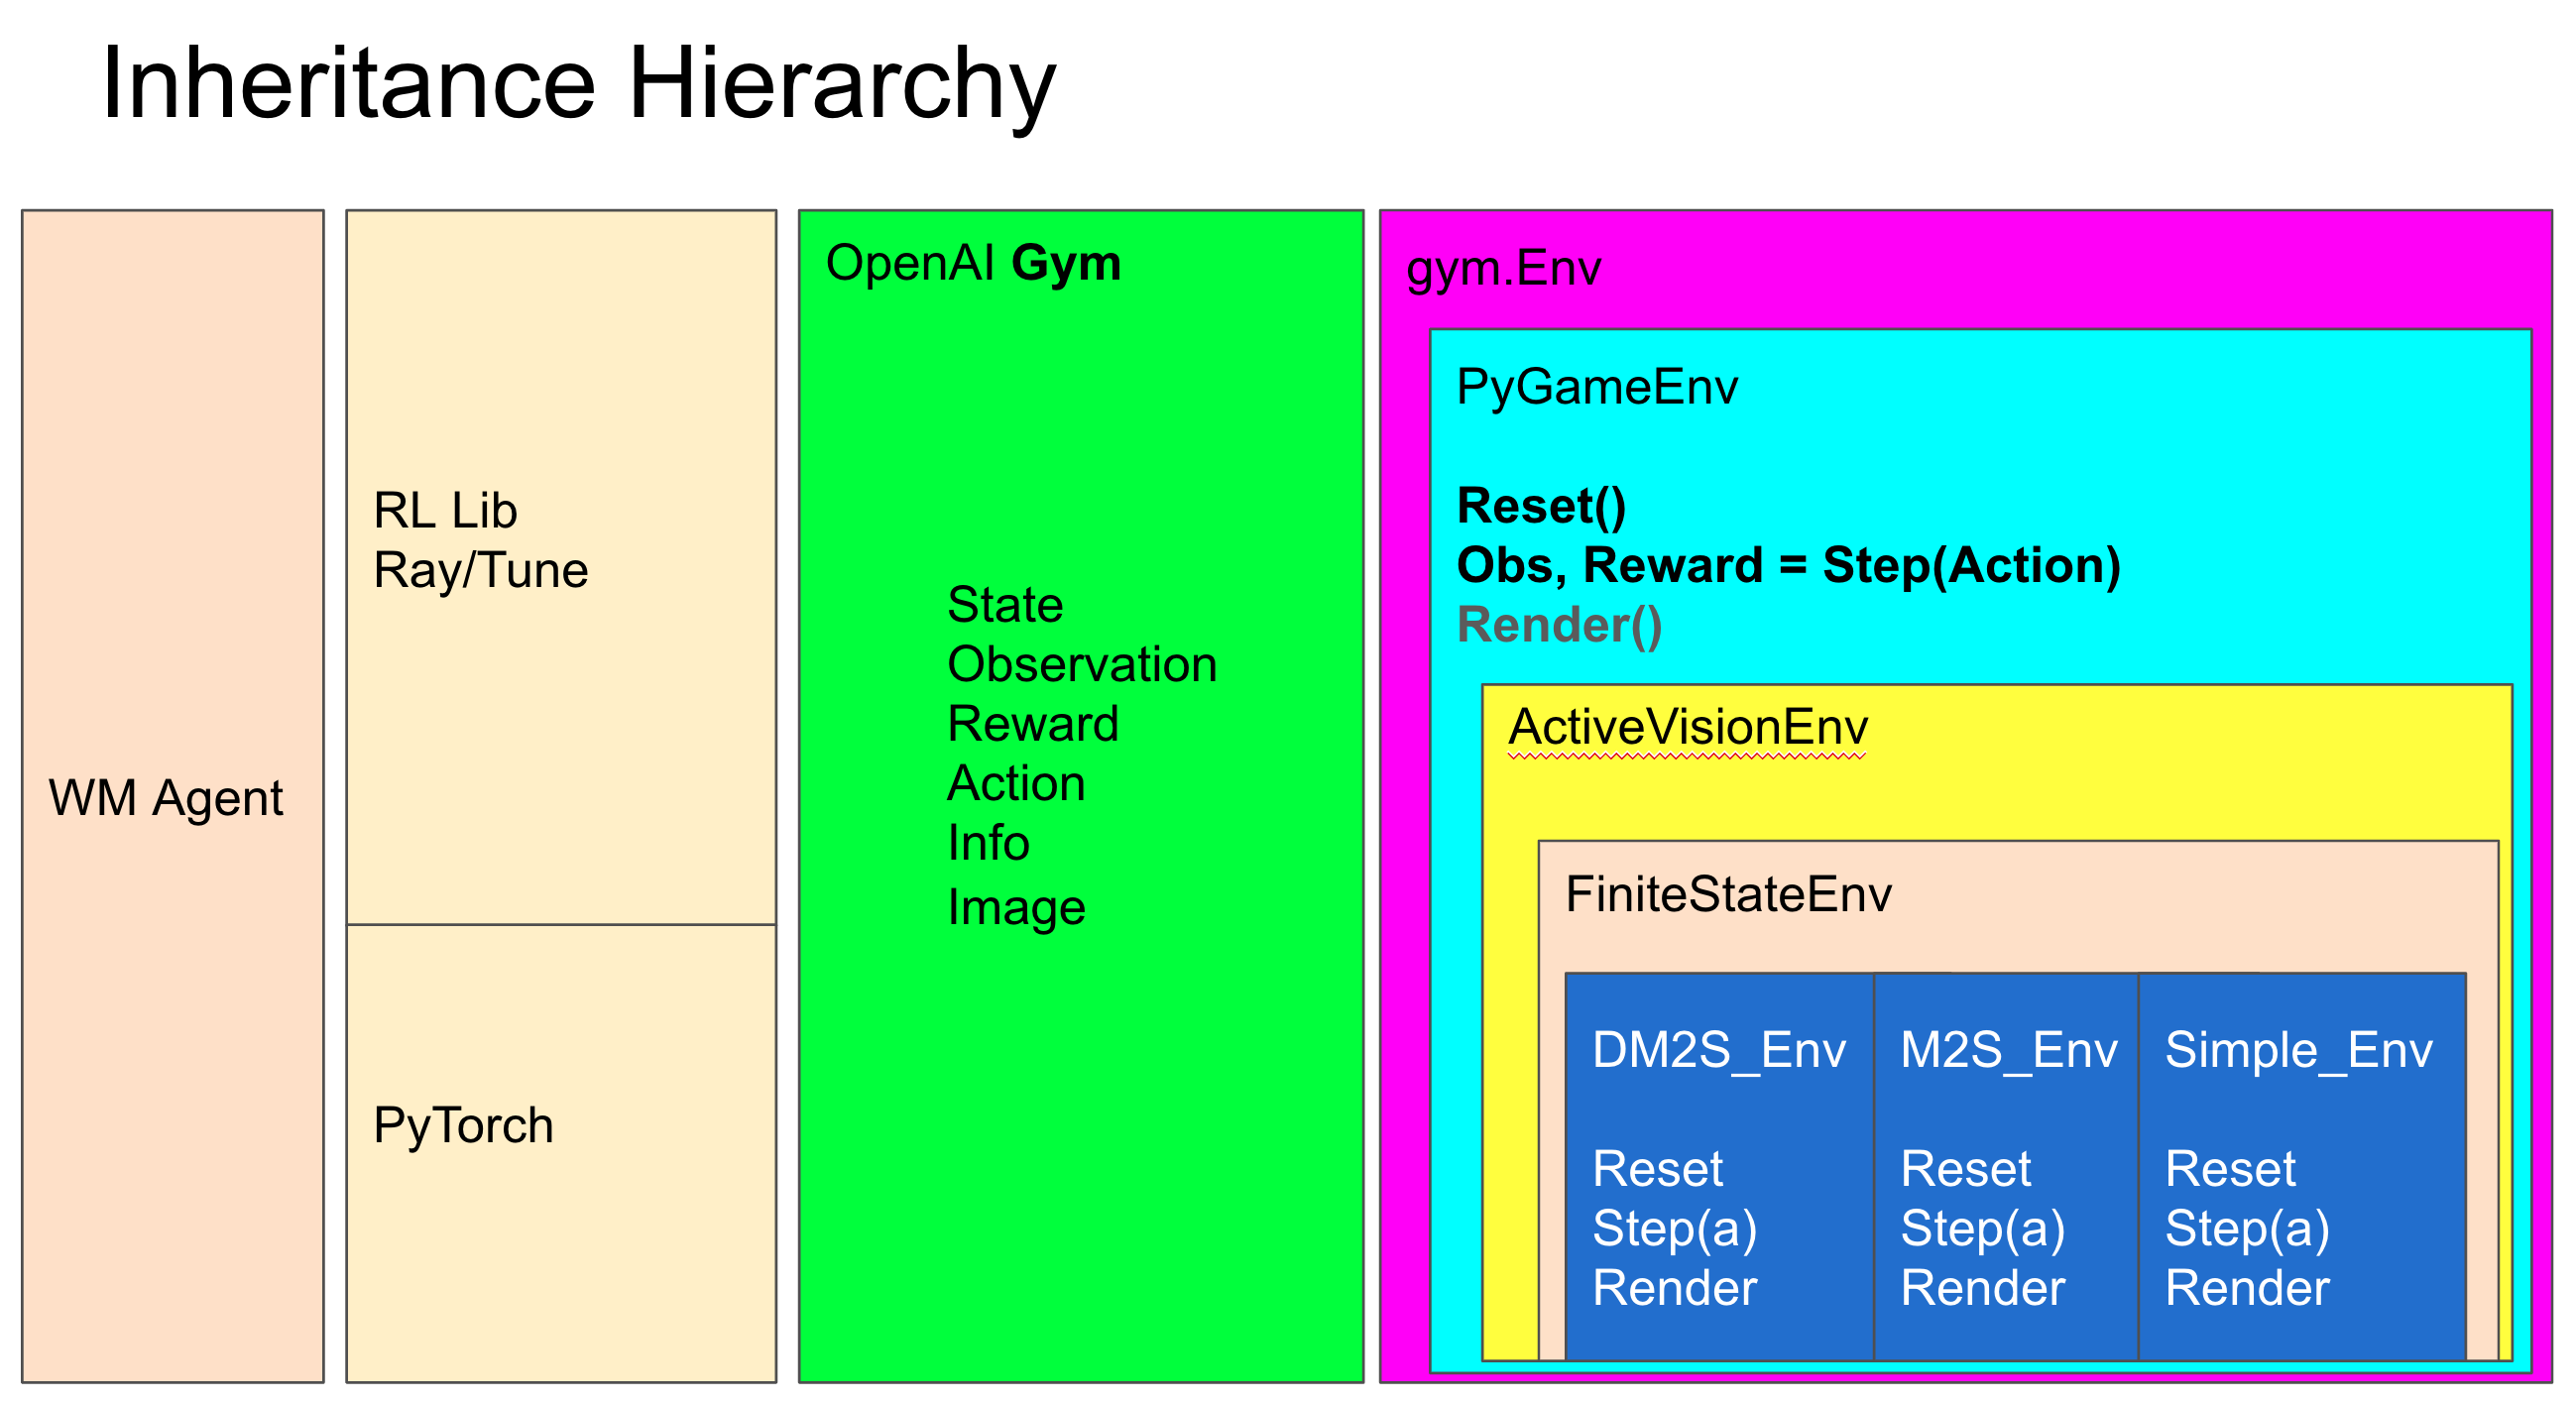 Inheritance Hierarchy
WM Agent
RL Lib
Ray/Tune
PyTorch
OpenAI Gym
State
Observation
Reward
Action
Info
Image
gym.Env
PyGameEnv
Reset()
Obs, Reward = Step(Action)
Render()
ActiveVisionEnv
FiniteStateEnv
DM2S_Env
Reset
Step(a)
Render
M2S_Env
Reset
Step(a)
Render
Simple_Env
Reset
Step(a)
Render